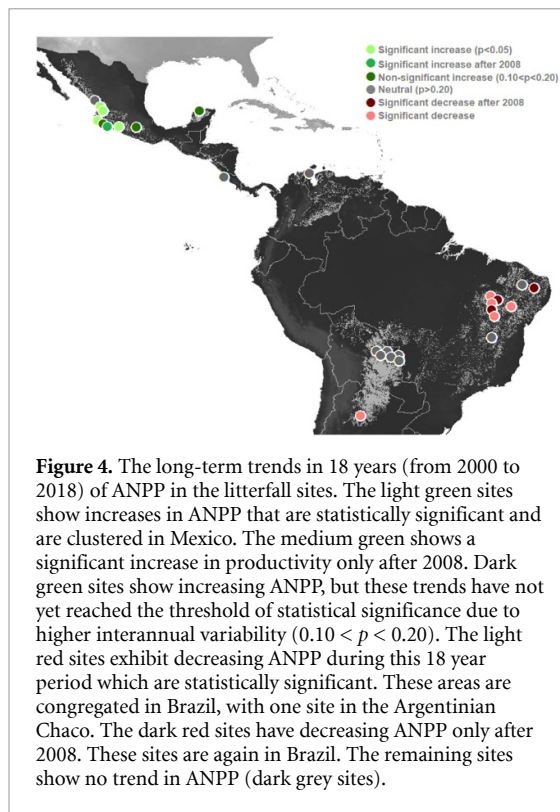 Significant increase (p<0.05)
Significant increase after 2008
Non-significant increase (0.10<p<0.20)
Neutral (p>0.20)
Significant decrease after 2008
Significant decrease
Figure 4. The long-term trends in 18 years (from 2000 to
2018) of ANPP in the litterfall sites. The light green sites
show increases in ANPP that are statistically significant and
are clustered in Mexico. The medium green shows a
significant increase in productivity only after 2008. Dark
green sites show increasing ANPP, but these trends have not
yet reached the threshold of statistical significance due to
higher interannual variability (0.10 < p < 0.20). The light
red sites exhibit decreasing ANPP during this 18 year
period which are statistically significant. These areas are
congregated in Brazil, with one site in the Argentinian
Chaco. The dark red sites have decreasing ANPP only after
2008. These sites are again in Brazil. The remaining sites
show no trend in ANPP (dark grey sites).